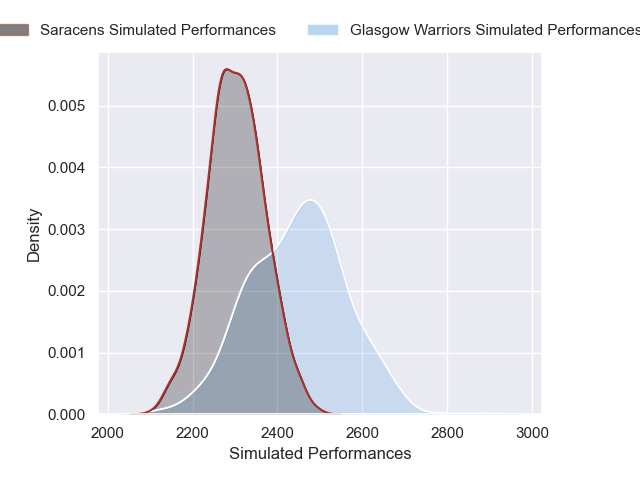 Saracens Simulated Performances Glasgow Warriors Simulated Performances
0.005
0.004
0.003
0.002
0.001
0.000
Density
2000 2200 2400 2600 2800 3000
Simulated Performances